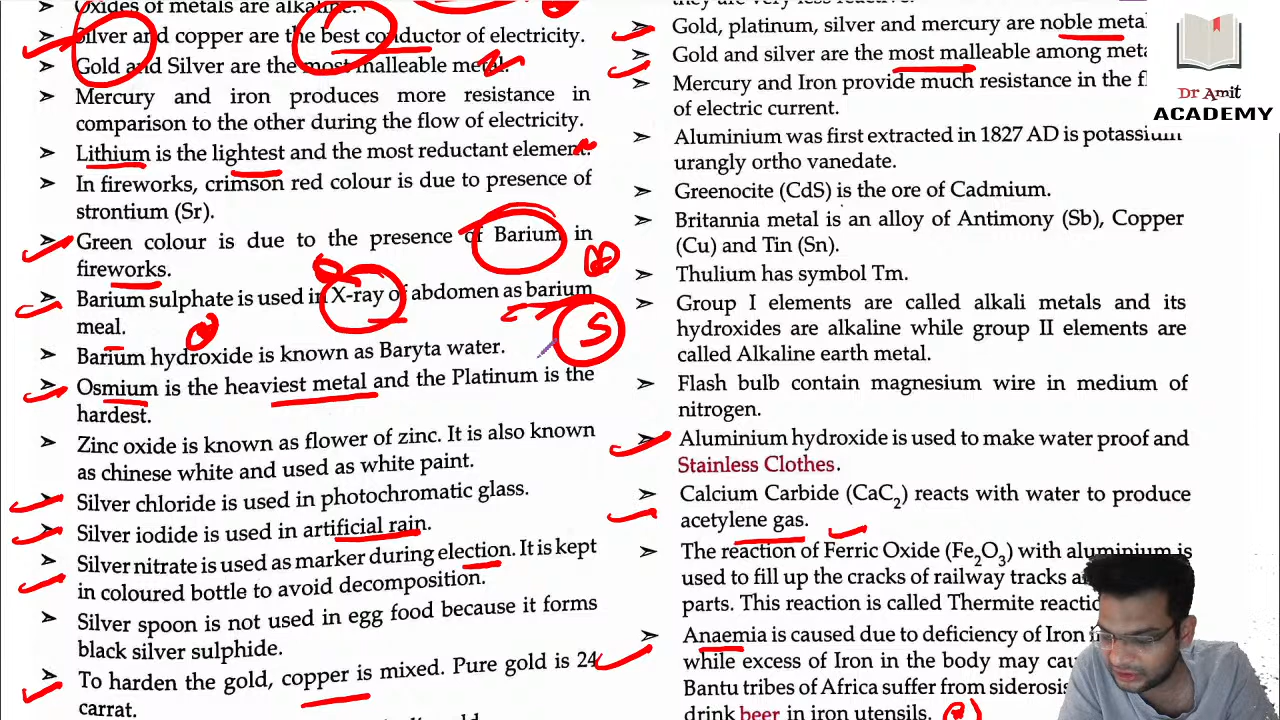 Oxides of metals are alkaline.
Silver and copper are the best conductor of electricity.
Gold and Silver are the most malleable metal.
Mercury and iron produces more resistance in
comparison to the other during the flow of electricity.
Lithium is the lightest and the most reductant element.
In fireworks, crimson red colour is due to presence of
strontium (Sr).
Green colour is due to the presence of Barium in
fireworks.
Barium sulphate is used in X-ray of abdomen as barium
meal.
Barium hydroxide is known as Baryta water.
Osmium is the heaviest metal and the Platinum is the
hardest.
Zinc oxide is known as flower of zinc. It is also known
as chinese white and used as white paint.
Silver chloride is used in photochromatic glass.
Silver iodide is used in artificial rain.
Silver nitrate is used as marker during election. It is kept
in coloured bottle to avoid decomposition.
Silver spoon is not used in egg food because it forms
black silver sulphide.
To harden the gold, copper is mixed. Pure gold is 24
carrat.
S
they are very less reactive.
Gold, platinum, silver and mercury are noble
Gold and silver are the most malleable among
Mercury and Iron provide much resistance in the
of electric current.
Aluminium was first extracted in 1827 AD is potassium
urangly ortho vanedate.
Greenocite (CdS) is the ore of Cadmium.
Britannia metal is an alloy of Antimony (Sb), Copper
(Cu) and Tin (Sn).
Thulium has symbol Tm.
Group I elements are called alkali metals and its
hydroxides are alkaline while group II elements are
called Alkaline earth metal.
Flash bulb contain magnesium wire in medium of
nitrogen.
Aluminium hydroxide is used to make water proof and
Stainless Clothes.
Calcium Carbide (CaC₂) reacts with water to produce
acetylene gas.
The reaction of Ferric Oxide (Fe₂O₃) with aluminium is
used to fill up the cracks of railway tracks
parts. This reaction is called Thermite
Anaemia is caused due to deficiency of Iron
while excess of Iron in the body may
Bantu tribes of Africa suffer from siderosis
drink beer in iron utensils.
Dr Amit
ACADEMY